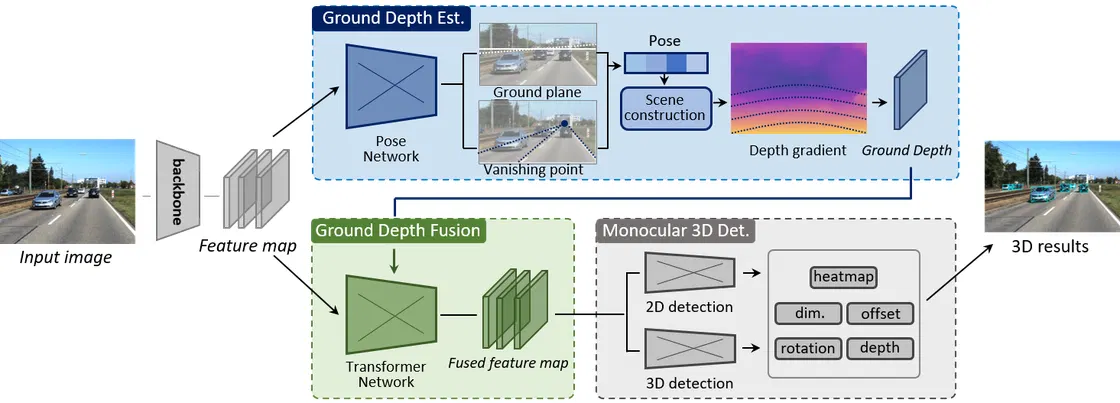 Ground Depth Est.
Ground plane
Vanishing point
Pose
Network
Pose
Scene
construction
Depth gradient
Ground Depth
Input image
backbone
Feature map
Ground Depth Fusion
Transformer
Network
Fused feature map
Monocular 3D Det.
2D detection
3D detection
heatmap
dim.
offset
rotation
depth
3D results